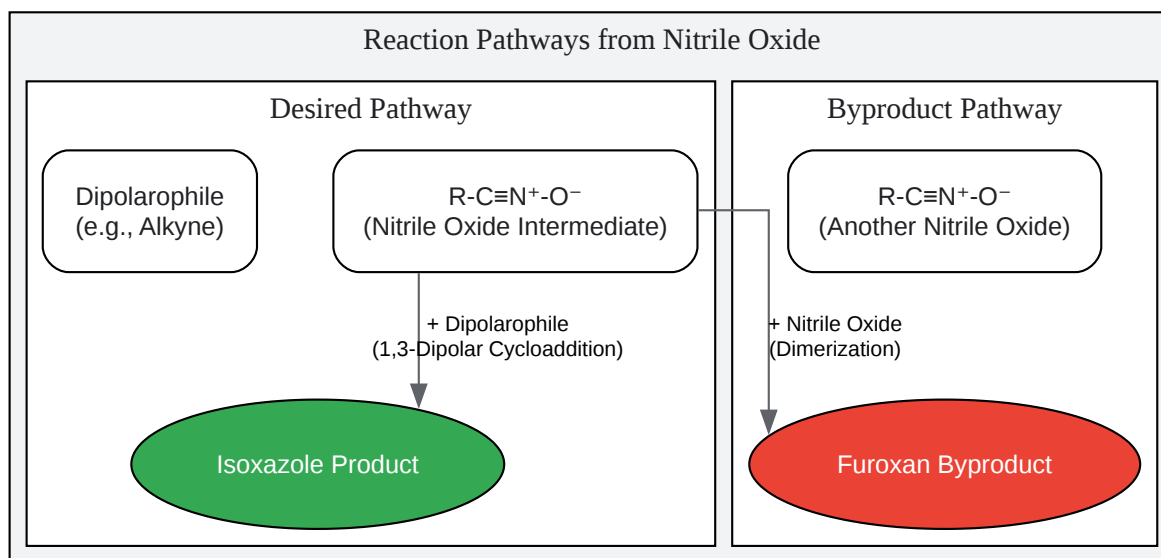 Reaction Pathways from Nitrile Oxide
Desired Pathway
Dipolarophile
(e.g., Alkyne)
R-C≡N⁺-O⁻
(Nitrile Oxide Intermediate)
+ Dipolarophile
(1,3-Dipolar Cycloaddition)
Isoxazole Product
Byproduct Pathway
R-C≡N⁺-O⁻
(Another Nitrile Oxide)
+ Nitrile Oxide
(Dimerization)
Furoxan Byproduct